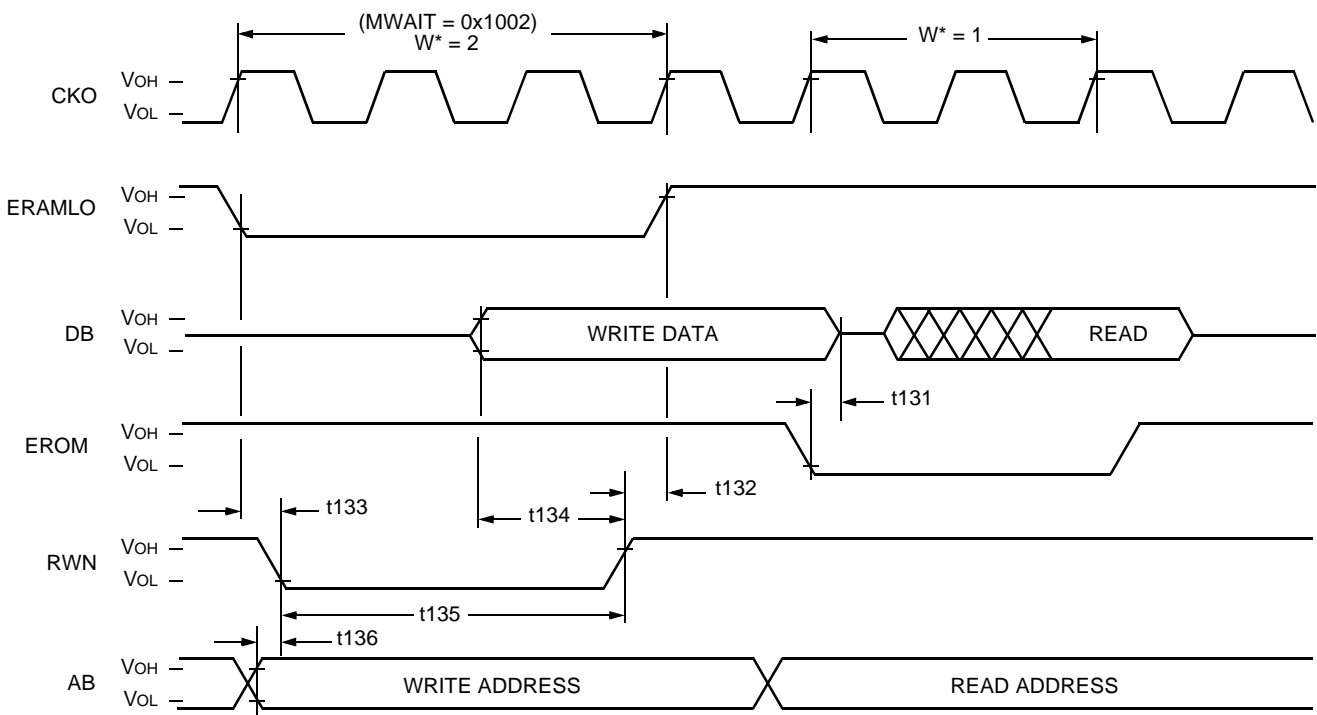 (MWAIT = 0x1002)
W* = 2
W* = 1
CKO
VOH
VOL
ERAMLO
VOH
VOL
DB
VOH
VOL
WRITE DATA
READ
t131
EROM
VOH
VOL
t132
t133
t134
RWN
VOH
VOL
t135
t136
AB
VOH
VOL
WRITE ADDRESS
READ ADDRESS